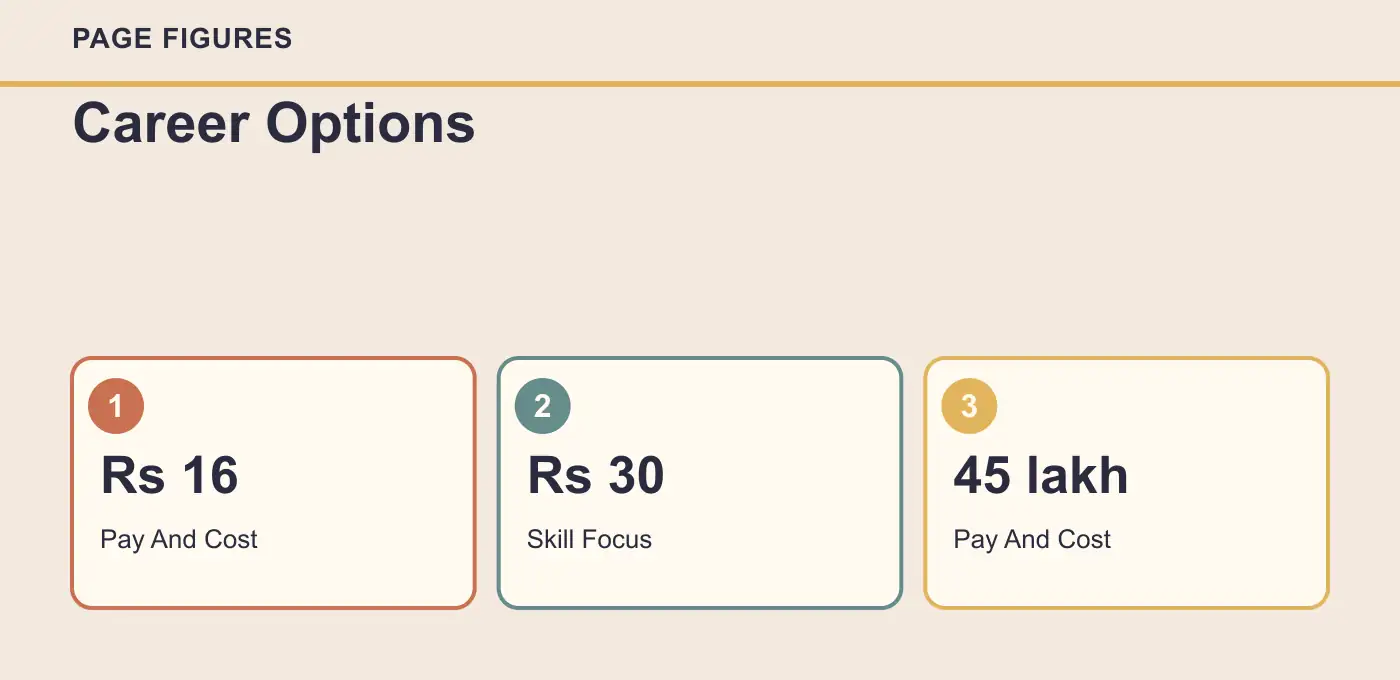 PAGE FIGURES
Career Options
1
Rs 16
Pay And Cost
2
Rs 30
Skill Focus
3
45 lakh
Pay And Cost